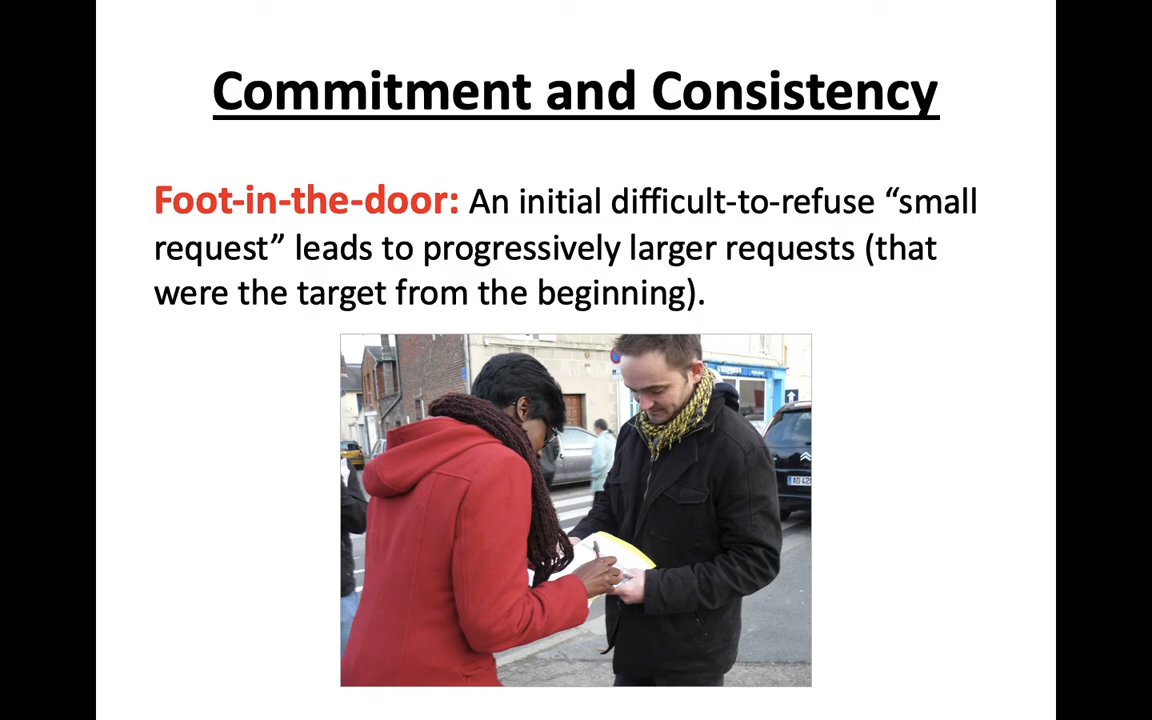 Commitment and Consistency
Foot-in-the-door: An initial difficult-to-refuse “small
request” leads to progressively larger requests (that
were the target from the beginning).